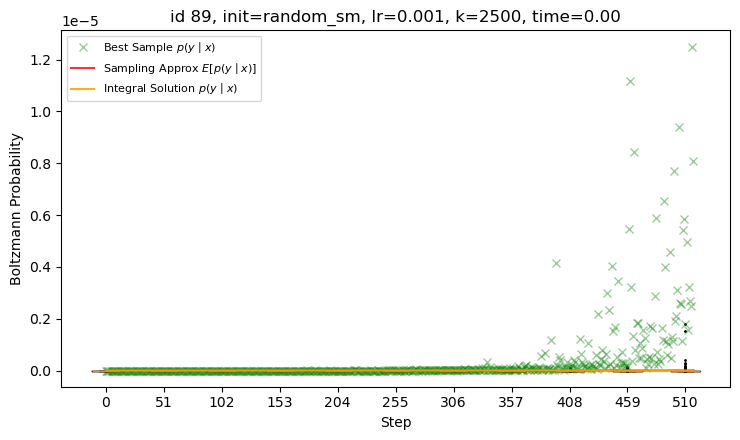 id 89, init=random_sm, lr=0.001, k=2500, time=0.00
1e−5
Best Sample p(y | x)
Sampling Approx E[p(y | x)]
Integral Solution p(y | x)
1.2
1.0
0.8
0.6
0.4
0.2
0.0
Boltzmann Probability
0 51 102 153 204 255 306 357 408 459 510
Step